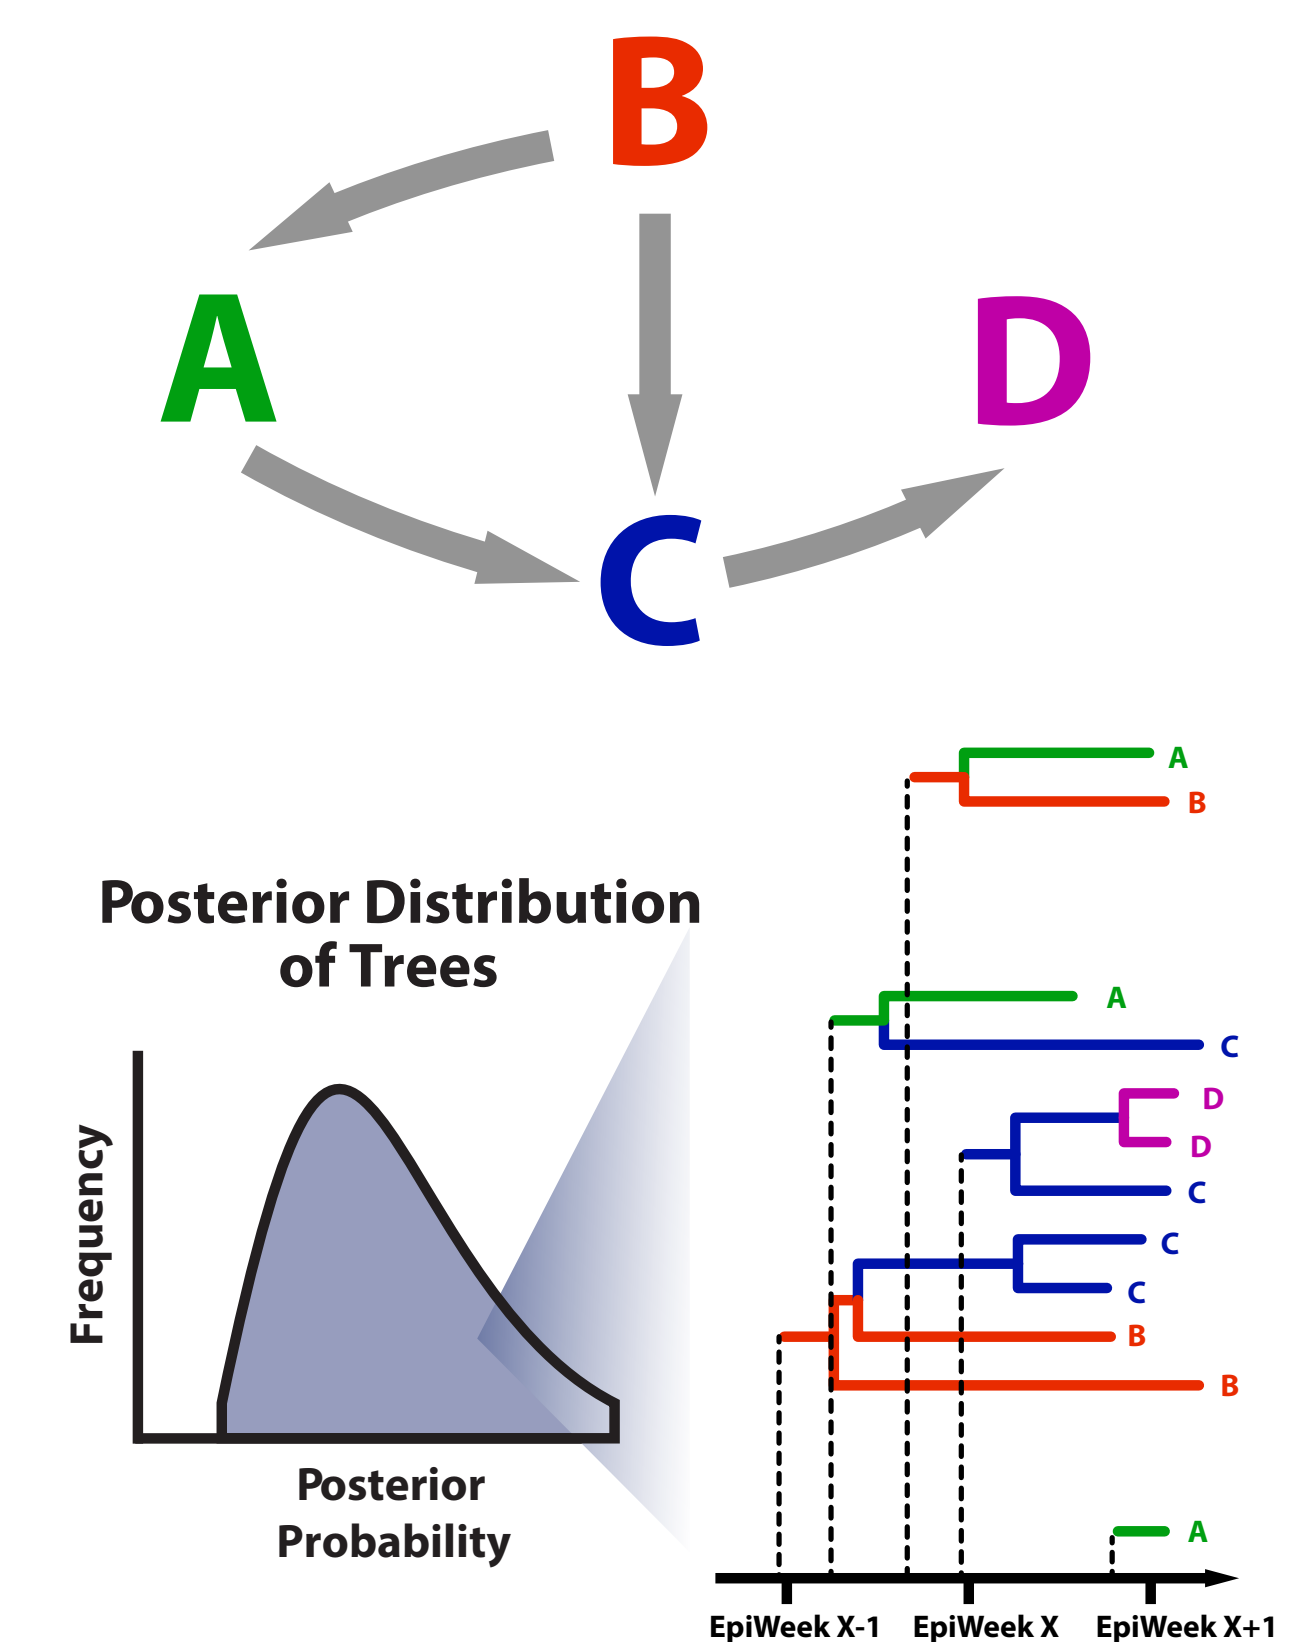 B
A
D
C
A
B
Posterior Distribution
of Trees
A
C
D
D
C
C
C
B
B
Frequency
Posterior
Probability
A
EpiWeek X-1 EpiWeek X EpiWeek X+1